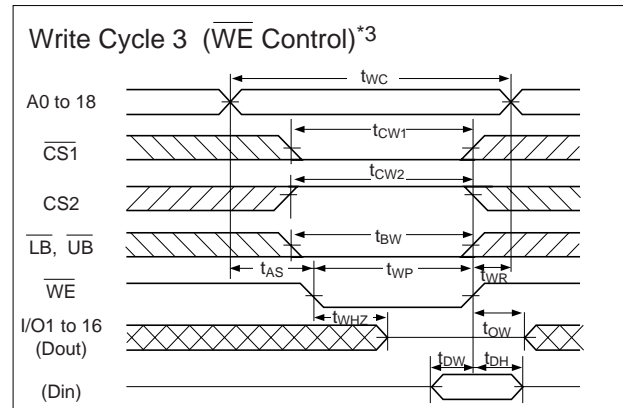 Write Cycle 3 (WE Control)*3
tWC
A0 to 18
tCW1
CS1
tCW2
CS2
tBW
LB, UB
tAS tWP tWR
WE
tWHZ tOW
I/O1 to 16
(Dout)
tDW tDH
(Din)